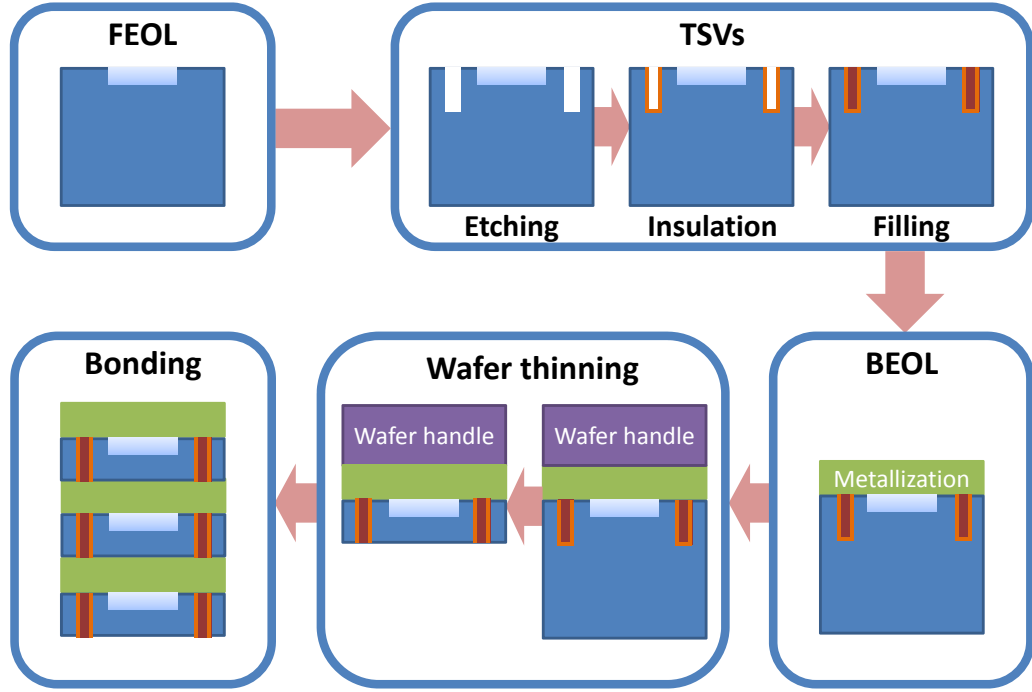 FEOL
TSVs
Etching
Insulation
Filling
Bonding
Wafer thinning
BEOL
Wafer handle
Wafer handle
Metallization